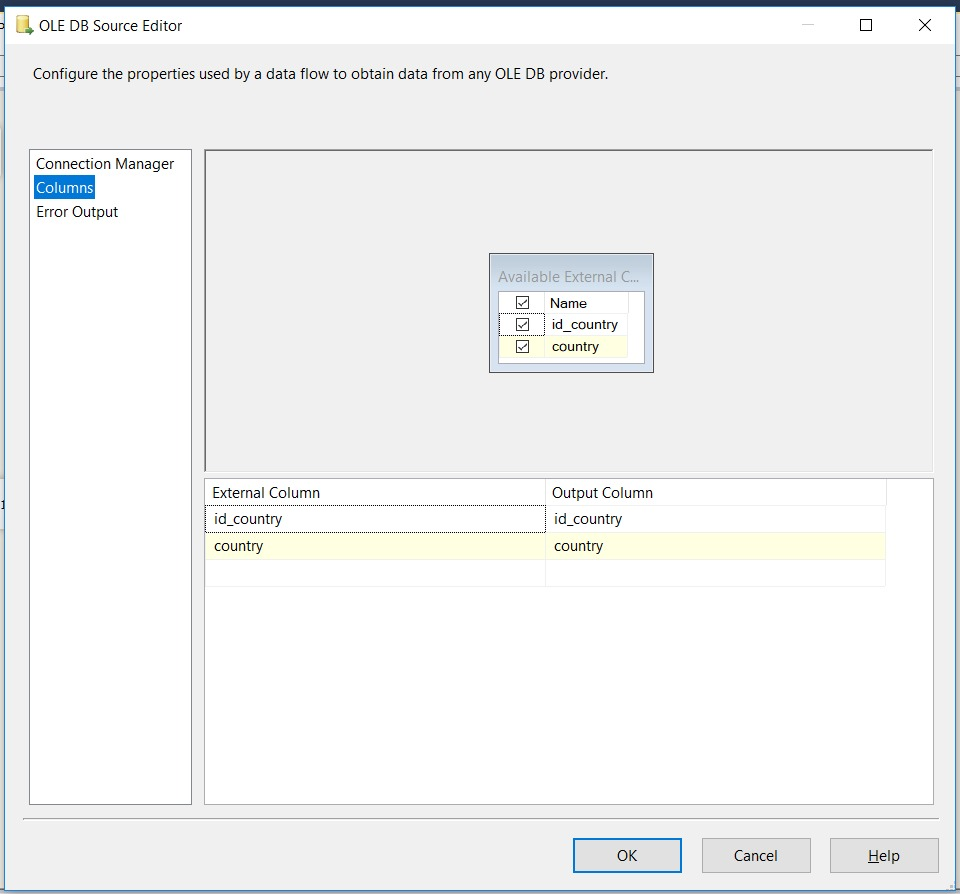 OLE DB Source Editor
Configure the properties used by a data flow to obtain data from any OLE DB provider.
Connection Manager
Columns
Error Output
Available External C...
Name
id_country
country
External Column Output Column
id_country id_country
country country
OK Cancel Help